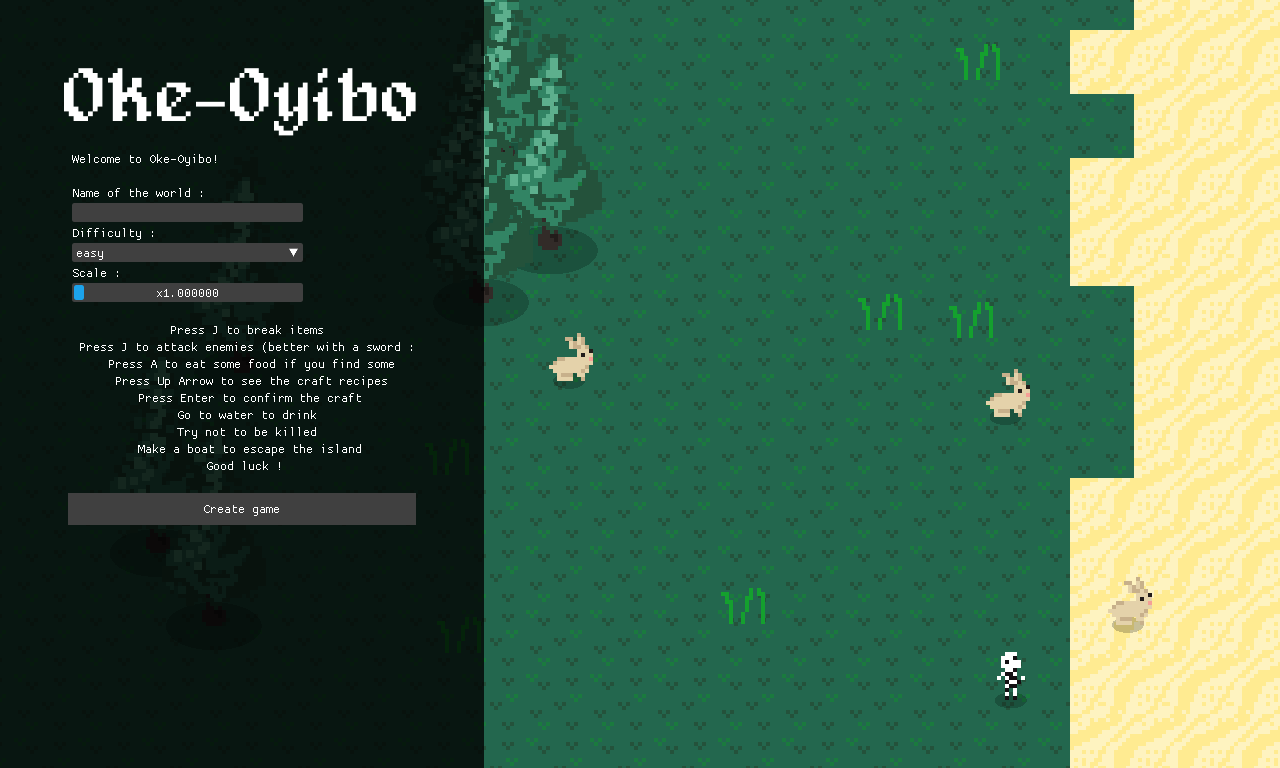 Oke-Oyibo
Welcome to Oke-Oyibo!
Name of the world :
Difficulty :
easy
Scale :
x1.000000
Press J to break items
Press J to attack enemies (better with a sword :
Press A to eat some food if you find some
Press Up Arrow to see the craft recipes
Press Enter to confirm the craft
Go to water to drink
Try not to be killed
Make a boat to escape the island
Good luck !
Create game